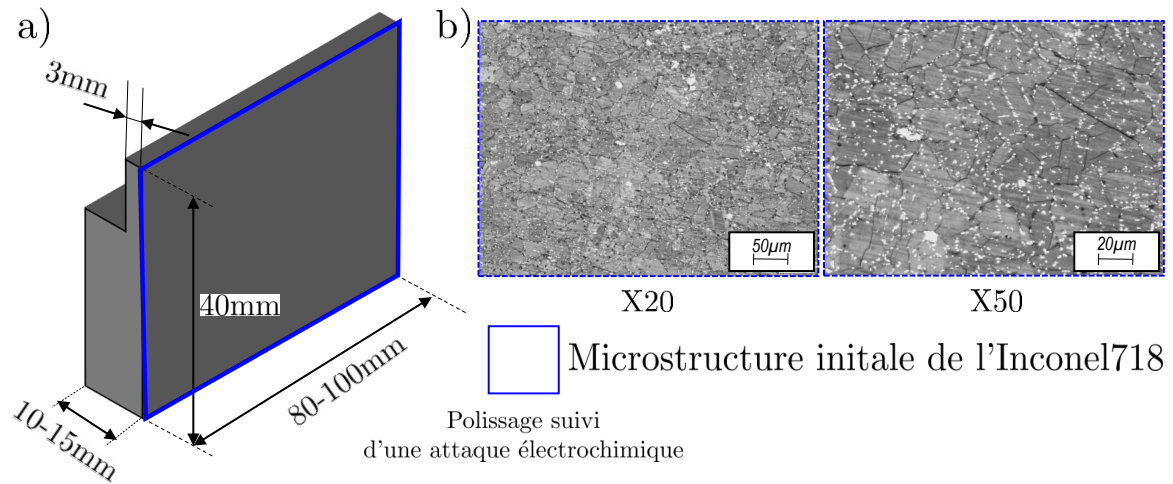 a)
3mm
40mm
80-100mm
10-15mm
b)
50µm
20µm
X20
X50
Microstructure initale de l'Inconel718
Polissage suivi
d'une attaque électrochimique